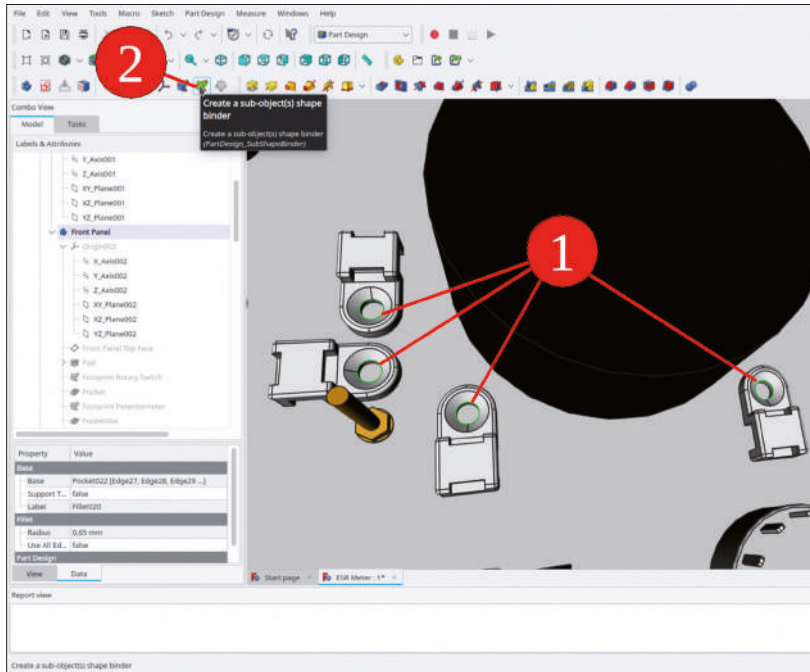 File Edit View Tools Macro Sketch Part Design Measure Windows Help
Part Design
2
Create a sub-object(s) shape
binder
Create a sub-object(s) shape binder
(PartDesign_SubShapeBinder)
Combo View
Model Tasks
Labels & Attributes
Y_Axis001
Z_Axis001
XY_Plane001
XZ_Plane001
YZ_Plane001
Front Panel
Origin002
X_Axis002
Y_Axis002
Z_Axis002
XY_Plane002
XZ_Plane002
YZ_Plane002
Front Panel Top Face
Pad
Footprint Rotary Switch
Pocket
Footprint Potentiometer
1
Property Value
Base
Base Pocket022 [Edge27, Edge28, Edge29 ...]
Support T... false
Label Fillet020
Fillet
Radius 0,65 mm
Use All Ed... false
Part Design
View Data
Start page
ESR Meter : 1*
Report view
Create a sub-object(s) shape binder